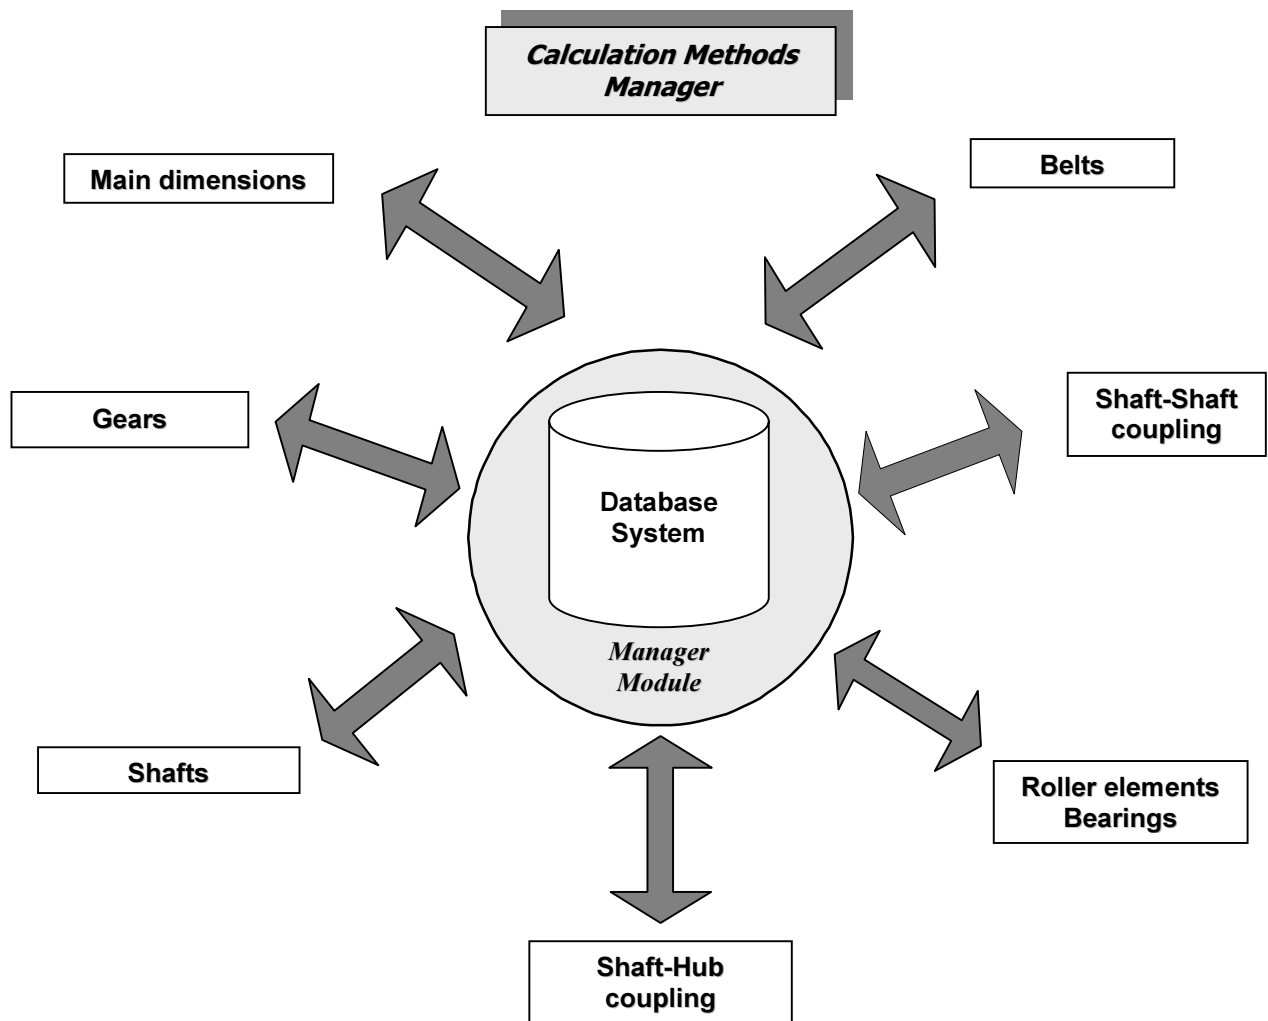 Calculation Methods
Manager
Main dimensions
Belts
Gears
Shaft-Shaft
coupling
Database
System
Manager
Module
Shafts
Roller elements
Bearings
Shaft-Hub
coupling